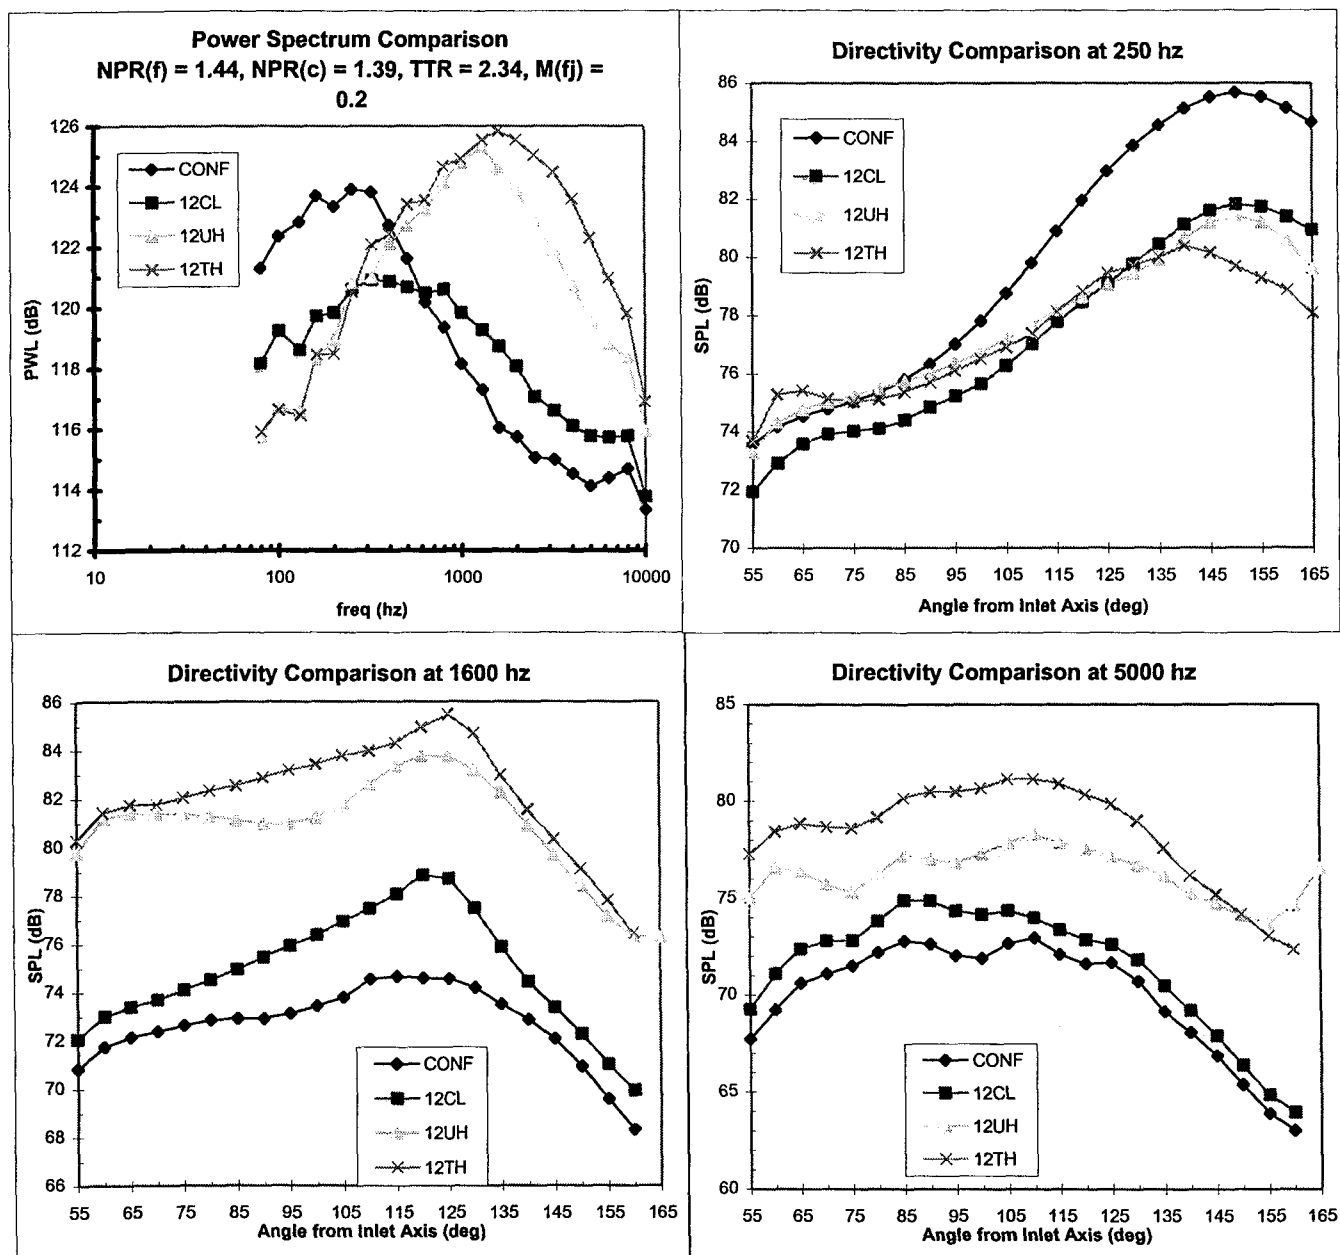 Power Spectrum Comparison
NPR(f) = 1.44, NPR(c) = 1.39, TTR = 2.34, M(fj) =
0.2
126
124
122
120
118
116
114
112
PWL (dB)
CONF
12CL
12UH
12TH
10
100
1000
10000
freq (hz)
Directivity Comparison at 250 hz
86
84
82
80
78
76
74
72
70
SPL (dB)
CONF
12CL
12UH
12TH
55 65 75 85 95 105 115 125 135 145 155 165
Angle from Inlet Axis (deg)
Directivity Comparison at 1600 hz
86
84
82
80
78
76
74
72
70
68
66
SPL (dB)
CONF
12CL
12UH
12TH
55 65 75 85 95 105 115 125 135 145 155 165
Angle from Inlet Axis (deg)
Directivity Comparison at 5000 hz
85
80
75
70
65
60
SPL (dB)
CONF
12CL
12UH
12TH
55 65 75 85 95 105 115 125 135 145 155 165
Angle from Inlet Axis (deg)